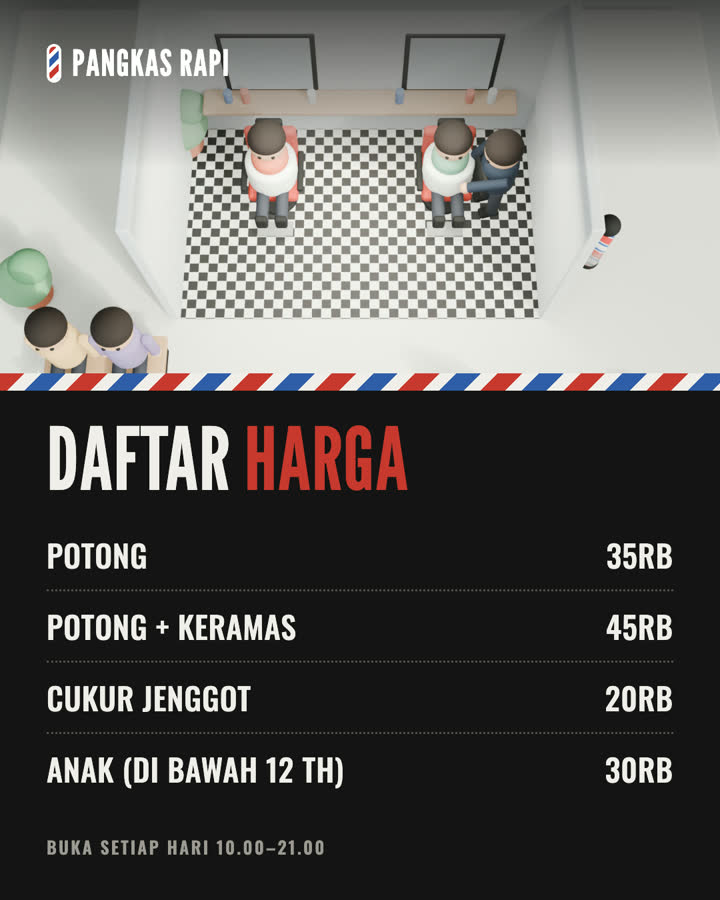 PANGKAS RAPI
DAFTAR HARGA
POTONG 35RB
POTONG + KERAMAS 45RB
CUKUR JENGGOT 20RB
ANAK (DI BAWAH 12 TH) 30RB
BUKA SETIAP HARI 10.00–21.00